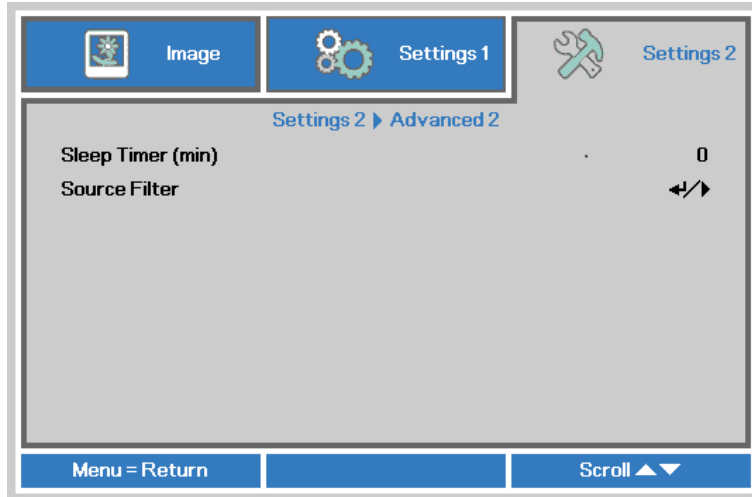 Image
Settings 1
Settings 2
Settings 2 ▶ Advanced 2
Sleep Timer (min) 0
Source Filter ↵/▶
Menu = Return
Scroll ▲▼